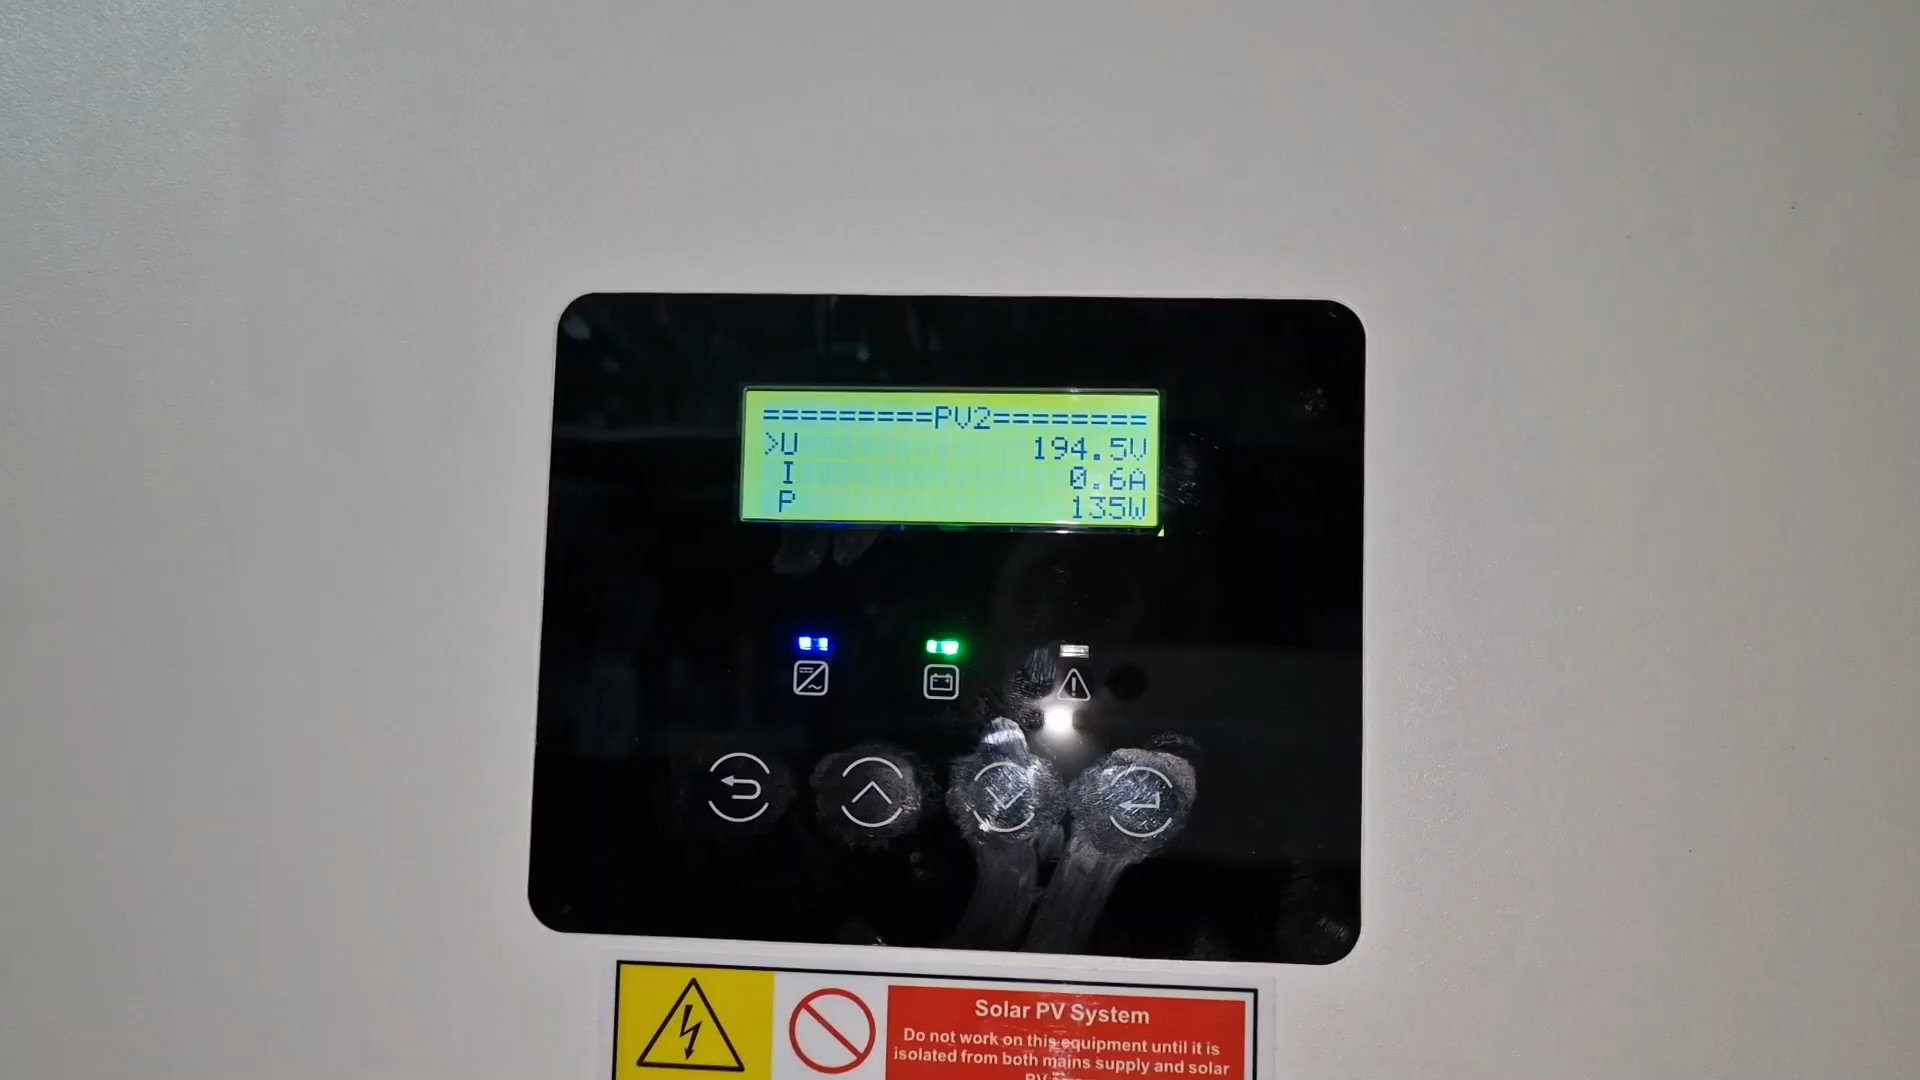 =========PV2========
>U 194.5V
I 0.6A
P 135W
Solar PV System
Do not work on this equipment until it is
isolated from both mains supply and solar
PV